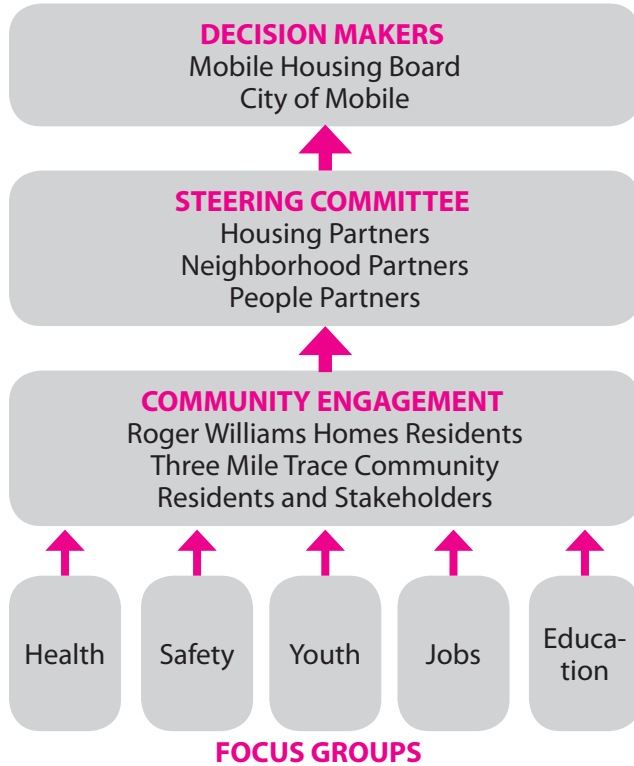 DECISION MAKERS
Mobile Housing Board
City of Mobile
STEERING COMMITTEE
Housing Partners
Neighborhood Partners
People Partners
COMMUNITY ENGAGEMENT
Roger Williams Homes Residents
Three Mile Trace Community
Residents and Stakeholders
Health
Safety
Youth
Jobs
Educa-
tion
FOCUS GROUPS